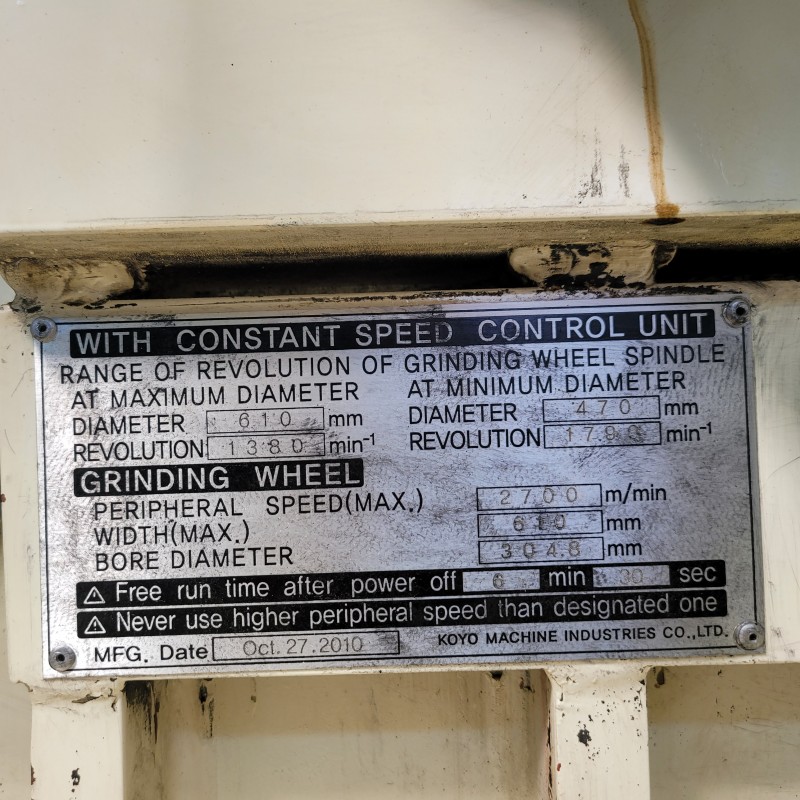 WITH CONSTANT SPEED CONTROL UNIT
RANGE OF REVOLUTION OF GRINDING WHEEL SPINDLE
AT MAXIMUM DIAMETER
DIAMETER 610 mm
REVOLUTION 1380 min-1
AT MINIMUM DIAMETER
DIAMETER 470 mm
REVOLUTION 1790 min-1
GRINDING WHEEL
PERIPHERAL SPEED(MAX.) 2700 m/min
WIDTH(MAX.) 610 mm
BORE DIAMETER 304.8 mm
⚠ Free run time after power off 6 min 30 sec
⚠ Never use higher peripheral speed than designated one
MFG. Date Oct.27.2010 KOYO MACHINE INDUSTRIES CO.,LTD.